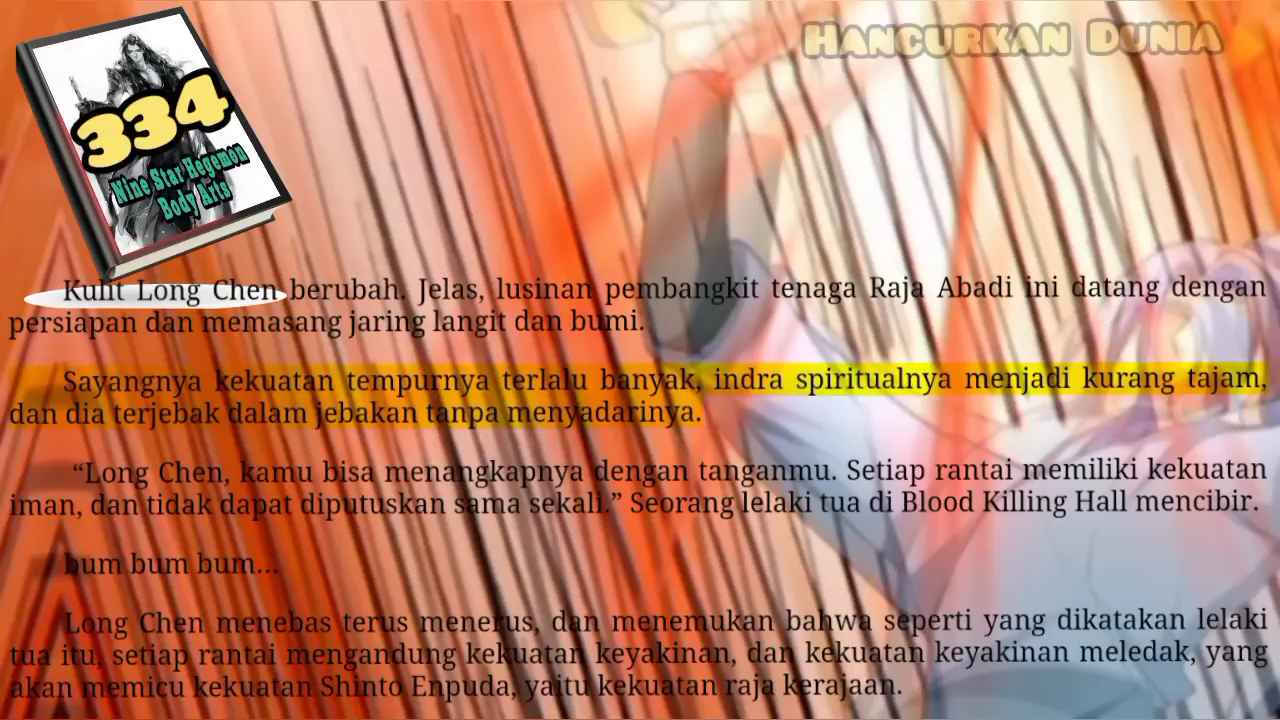 Hancurkan Dunia
334
Nine Star Hegemon
Body Arts
Kulit Long Chen berubah. Jelas, lusinan pembangkit tenaga Raja Abadi ini datang dengan
persiapan dan memasang jaring langit dan bumi.
Sayangnya kekuatan tempurnya terlalu banyak, indra spiritualnya menjadi kurang tajam,
dan dia terjebak dalam jebakan tanpa menyadarinya.
“Long Chen, kamu bisa menangkapnya dengan tanganmu. Setiap rantai memiliki kekuatan
iman, dan tidak dapat diputuskan sama sekali.” Seorang lelaki tua di Blood Killing Hall mencibir.
bum bum bum...
Long Chen menebas terus menerus, dan menemukan bahwa seperti yang dikatakan lelaki
tua itu, setiap rantai mengandung kekuatan keyakinan, dan kekuatan keyakinan meledak, yang
akan memicu kekuatan Shinto Enpuda, yaitu kekuatan raja kerajaan.